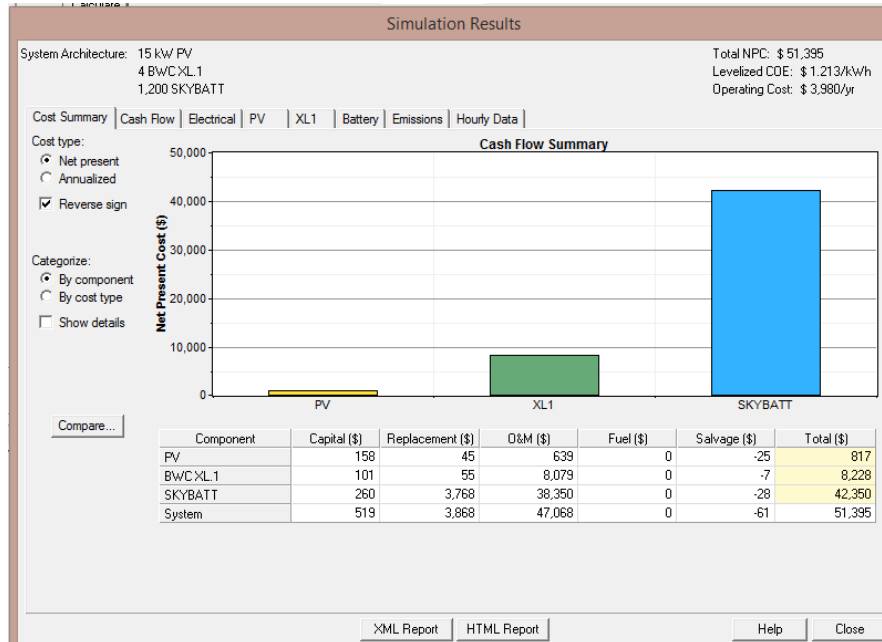 Calculate
Simulation Results
System Architecture: 15 kW PV
4 BWC XL.1
1,200 SKYBATT
Total NPC: $ 51,395
Levelized COE: $ 1.213/kWh
Operating Cost: $ 3,980/yr
Cost Summary Cash Flow Electrical PV XL1 Battery Emissions Hourly Data
Cost type:
Net present
Annualized
Reverse sign
Categorize:
By component
By cost type
Show details
Compare...
Cash Flow Summary
Net Present Cost ($)
50,000
40,000
30,000
20,000
10,000
0
PV XL1 SKYBATT
Component Capital ($) Replacement ($) O&M ($) Fuel ($) Salvage ($) Total ($)
PV 158 45 639 0 -25 817
BWC XL.1 101 55 8,079 0 -7 8,228
SKYBATT 260 3,768 38,350 0 -28 42,350
System 519 3,868 47,068 0 -61 51,395
XML Report HTML Report Help Close